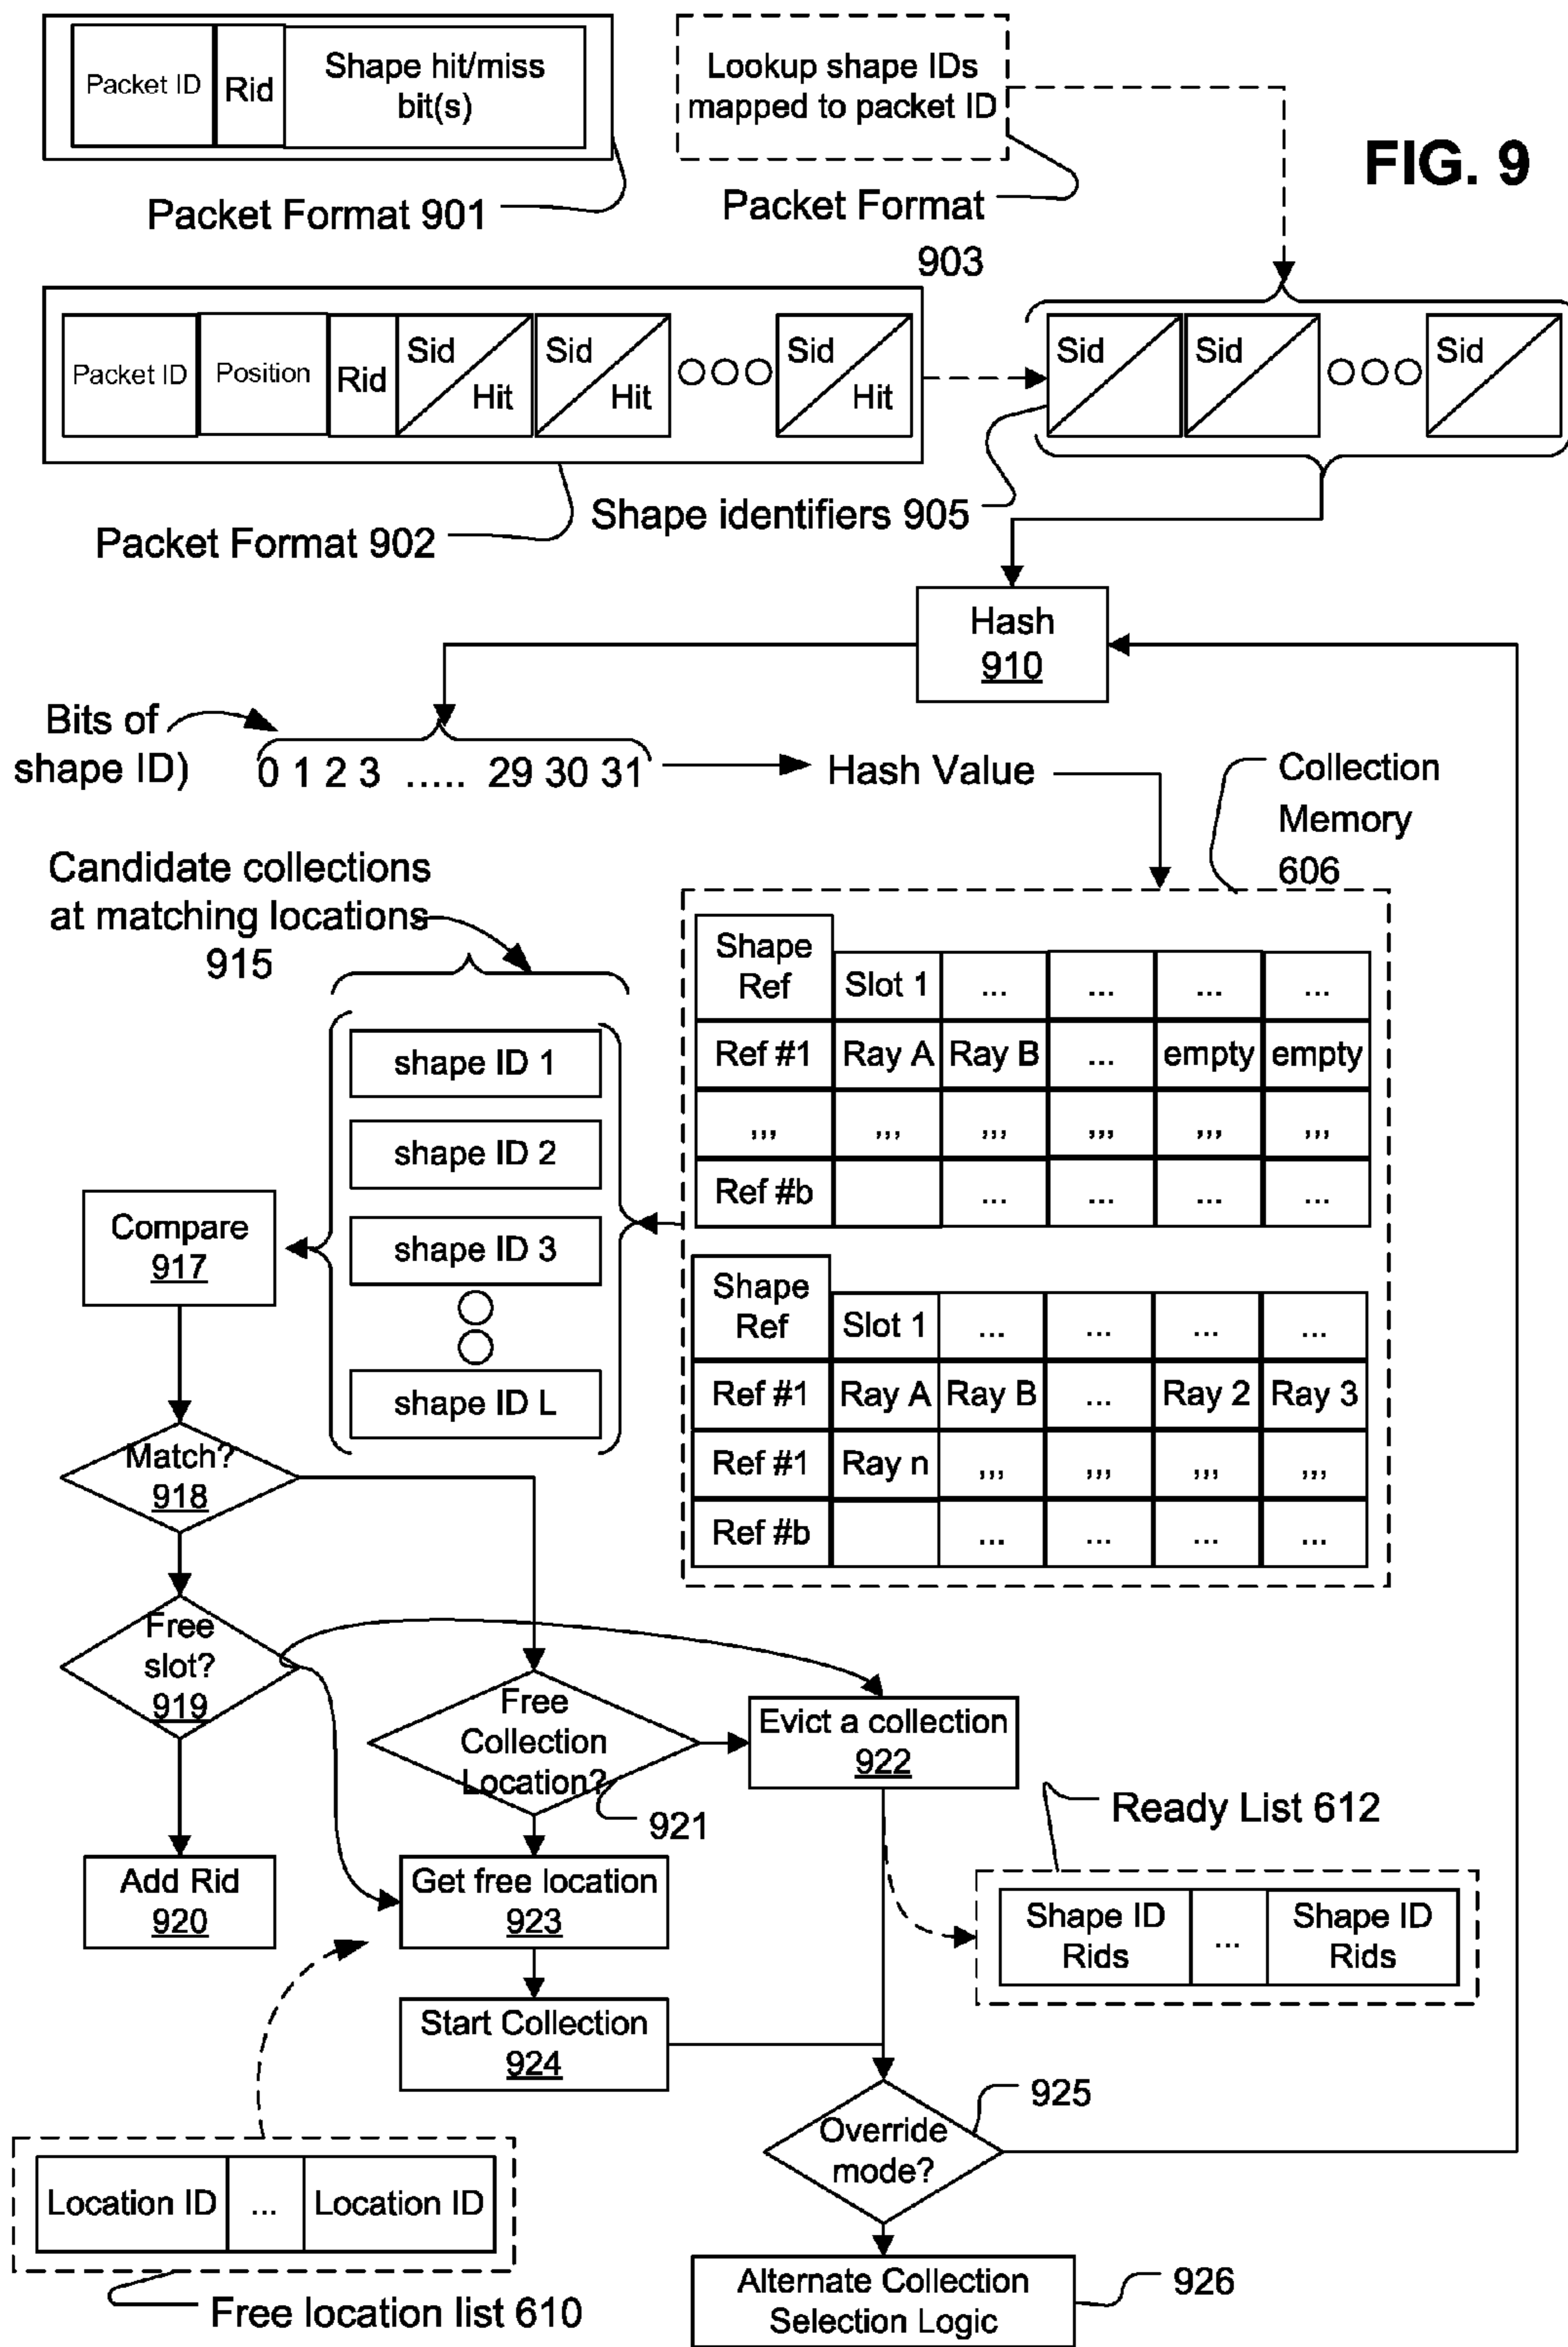 Packet ID
Rid
Shape hit/miss
bit(s)
Lookup shape IDs
mapped to packet ID
FIG. 9
Packet Format 901
Packet Format
903
Packet ID
Position
Rid
Sid
Hit
Sid
Hit
Sid
Hit
Sid
Sid
Sid
Shape identifiers 905
Packet Format 902
Hash
910
Bits of
shape ID)
0 1 2 3 ..... 29 30 31
Hash Value
Collection
Memory
606
Candidate collections
at matching locations
915
Shape
Ref
Slot 1 ... ... ... ...
Ref #1 Ray A Ray B ... empty empty
,,, ,,, ,,, ,,, ,,, ,,,
Ref #b ... ... ... ...
shape ID 1
shape ID 2
shape ID 3
shape ID L
Compare
917
Shape
Ref
Slot 1 ... ... ... ...
Ref #1 Ray A Ray B ... Ray 2 Ray 3
Ref #1 Ray n ,,, ,,, ,,, ,,,
Ref #b ... ... ... ...
Match?
918
Free
slot?
919
Free
Collection
Location?
921
Evict a collection
922
Ready List 612
Add Rid
920
Get free location
923
Shape ID
Rids
...
Shape ID
Rids
Start Collection
924
925
Override
mode?
Location ID ... Location ID
Free location list 610
Alternate Collection
Selection Logic
926